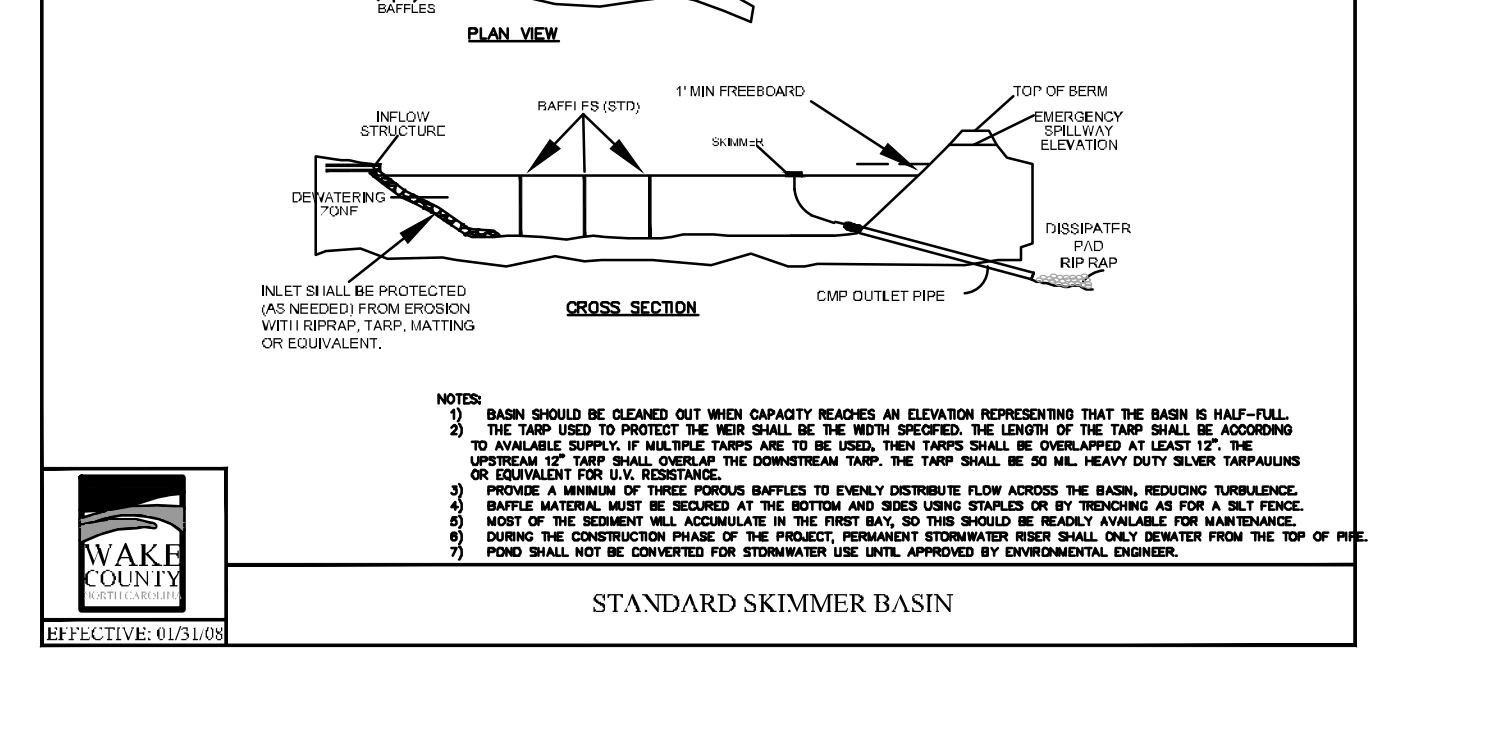 BAFFLES
PLAN VIEW
1' MIN FREEBOARD
TOP OF BERM
BAFFLES (STD)
INFLOW
STRUCTURE
EMERGENCY
SPILLWAY
ELEVATION
SKIMMER
DEWATERING
ZONE
DISSIPATER
PAD
RIP RAP
INLET SHALL BE PROTECTED
(AS NEEDED) FROM EROSION
WITH RIPRAP, TARP, MATTING
OR EQUIVALENT.
CMP OUTLET PIPE
CROSS SECTION
NOTES:
1) BASIN SHOULD BE CLEANED OUT WHEN CAPACITY REACHES AN ELEVATION REPRESENTING THAT THE BASIN IS HALF-FULL.
2) THE TARP USED TO PROTECT THE WEIR SHALL BE THE WIDTH SPECIFIED. THE LENGTH OF THE TARP SHALL BE ACCORDING
TO AVAILABLE SUPPLY. IF MULTIPLE TARPS ARE TO BE USED, THEN TARPS SHALL BE OVERLAPPED AT LEAST 12". THE
UPSTREAM 12" TARP SHALL OVERLAP THE DOWNSTREAM TARP. THE TARP SHALL BE 50 MIL HEAVY DUTY SILVER TARPAULINS
OR EQUIVALENT FOR U.V. RESISTANCE.
3) PROVIDE A MINIMUM OF THREE POROUS BAFFLES TO EVENLY DISTRIBUTE FLOW ACROSS THE BASIN, REDUCING TURBULENCE.
4) BAFFLE MATERIAL MUST BE SECURED AT THE BOTTOM AND SIDES USING STAPLES OR BY TRENCHING AS FOR A SILT FENCE.
5) MOST OF THE SEDIMENT WILL ACCUMULATE IN THE FIRST BAY, SO THIS SHOULD BE READILY AVAILABLE FOR MAINTENANCE.
6) DURING THE CONSTRUCTION PHASE OF THE PROJECT, PERMANENT STORMWATER RISER SHALL ONLY DEWATER FROM THE TOP OF PIPE.
7) POND SHALL NOT BE CONVERTED FOR STORMWATER USE UNTIL APPROVED BY ENVIRONMENTAL ENGINEER.
WAKE
COUNTY
NORTH CAROLINA
STANDARD SKIMMER BASIN
EFFECTIVE: 01/31/08